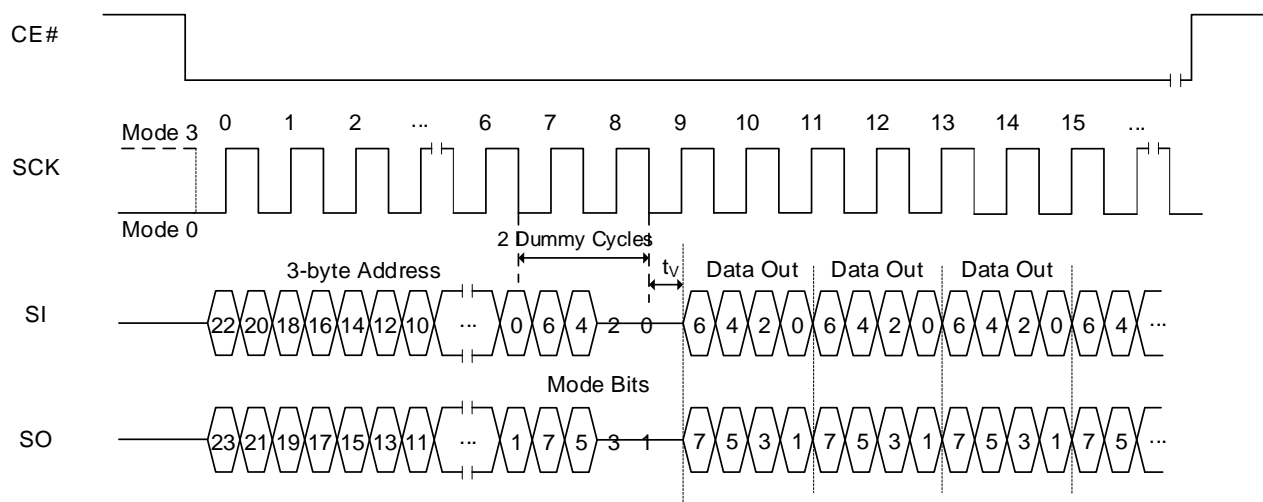 CE#
0 1 2 ... 6 7 8 9 10 11 12 13 14 15 ...
Mode 3
SCK
Mode 0
2 Dummy Cycles
3-byte Address tV Data Out Data Out Data Out
SI
22 20 18 16 14 12 10 ... 0 6 4 2 0 6 4 2 0 6 4 2 0 6 4 2 0 6 4 ...
Mode Bits
SO
23 21 19 17 15 13 11 ... 1 7 5 3 1 7 5 3 1 7 5 3 1 7 5 3 1 7 5 ...